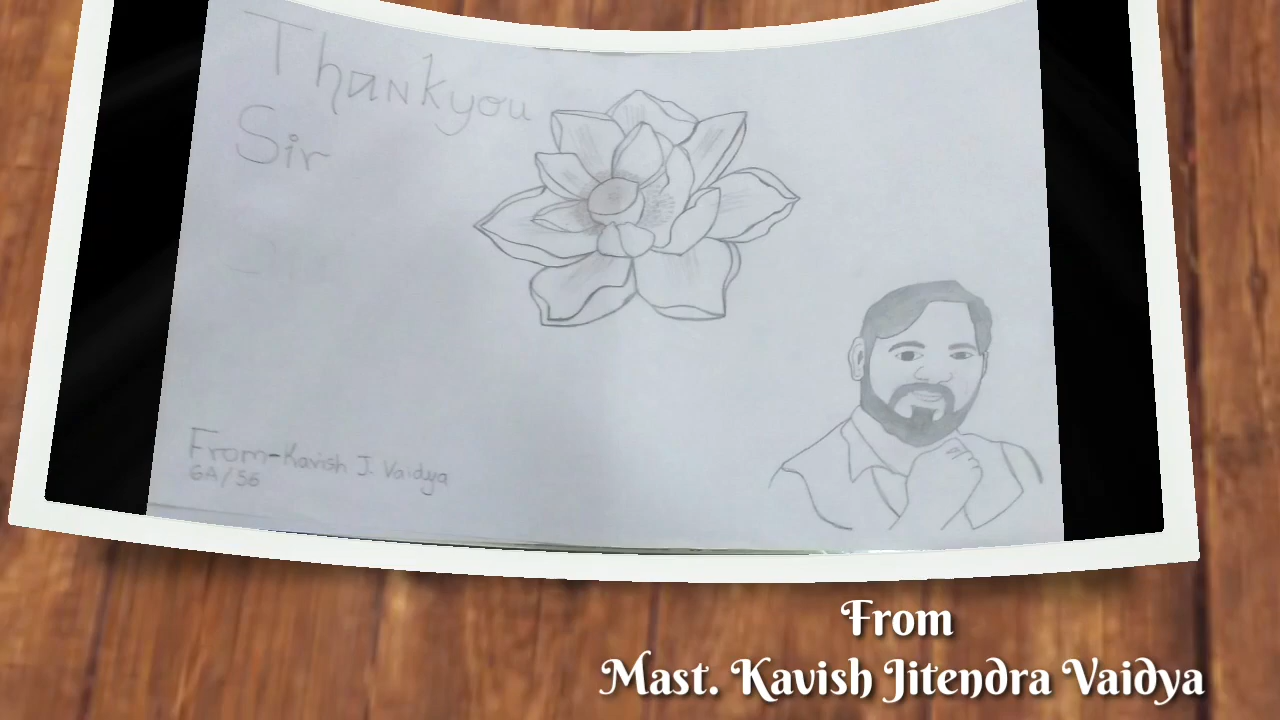 Thankyou
Sir
From-Kavish J. Vaidya
6A/56
From
Mast. Kavish Jitendra Vaidya